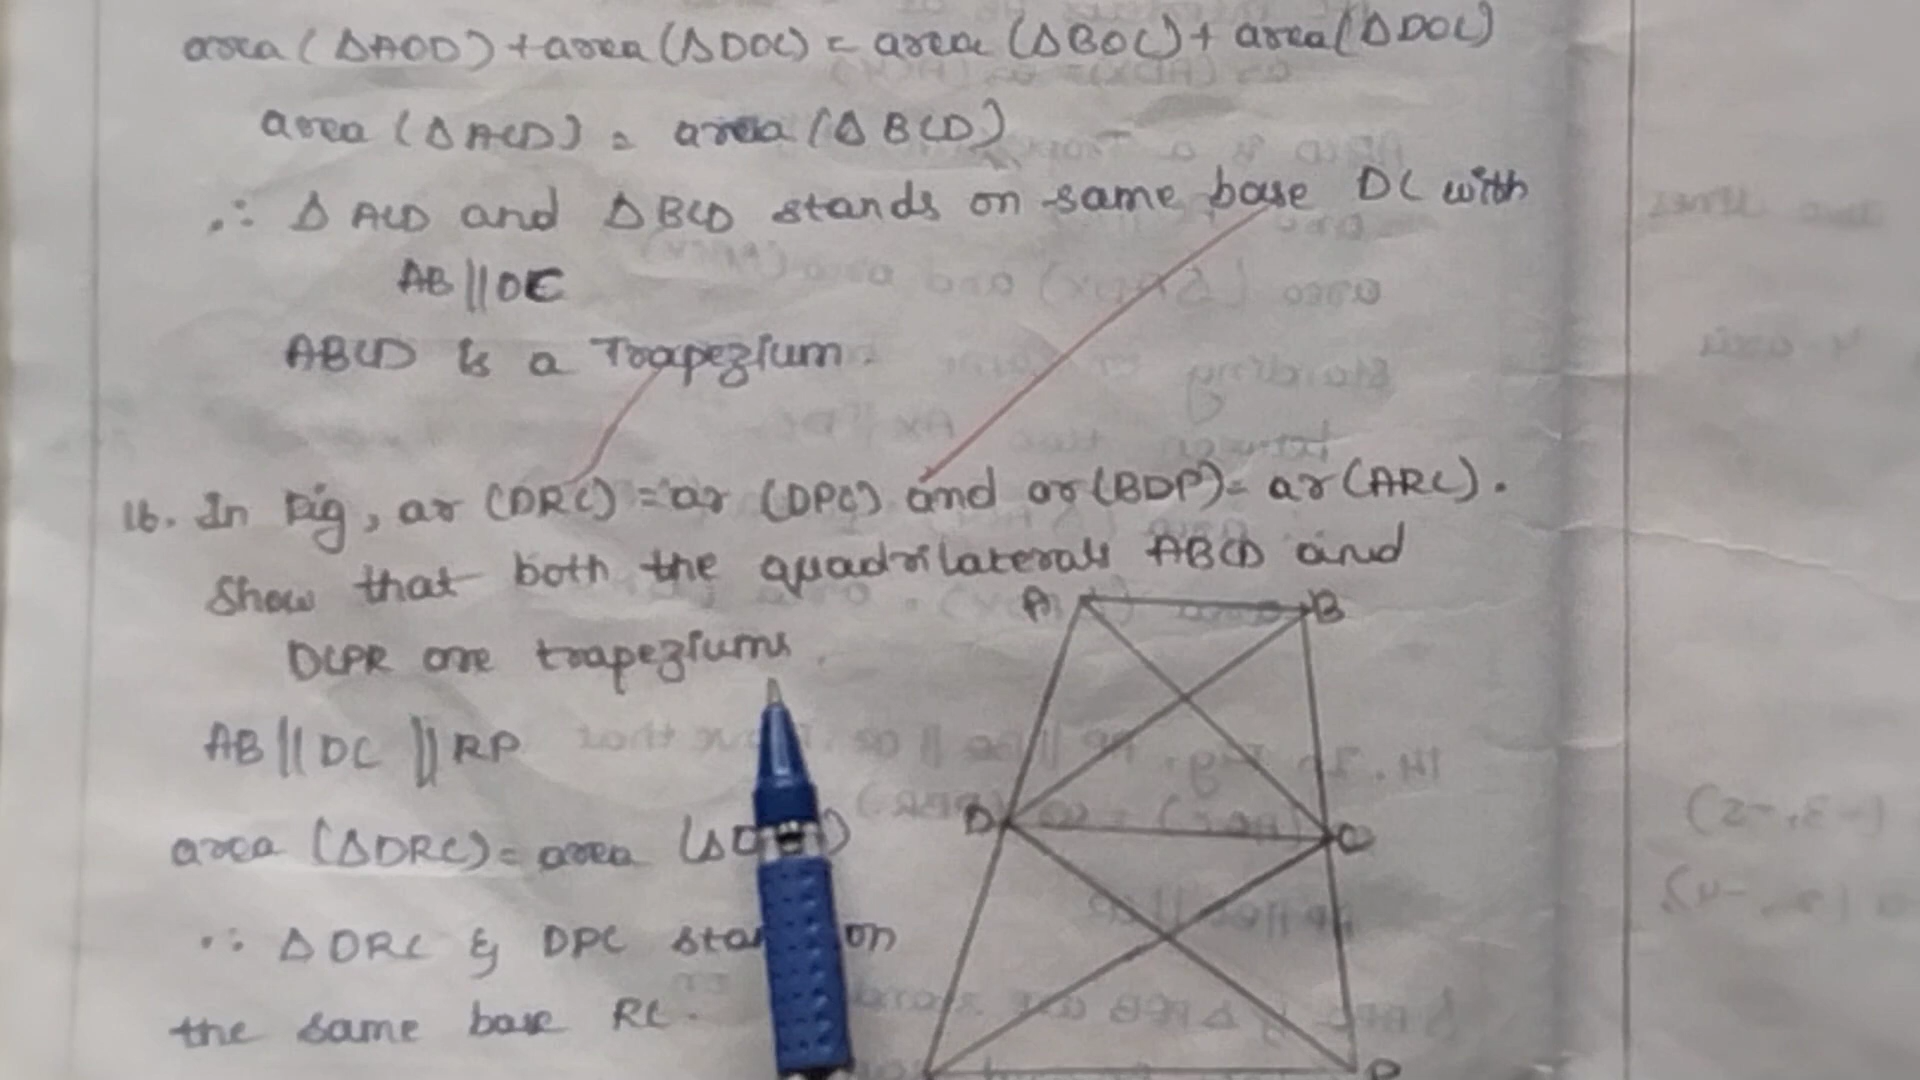 area (ΔAOD) + area (ΔDOC) = area (ΔBOC) + area (ΔDOC)
area (ΔACD) = area (ΔBCD)
∴ Δ ACD and ΔBCD stands on same base DC with
AB || DC
ABCD is a Trapezium.
16. In Fig, ar (DRC) = ar (DPC) and ar (BDP) = ar (ARC).
Show that both the quadrilaterals ABCD and
DCPR are trapeziums.
A B
AB || DC || RP
area (ΔDRC) = area
D C
∴ Δ DRC & DPC on
the same base RC.
P